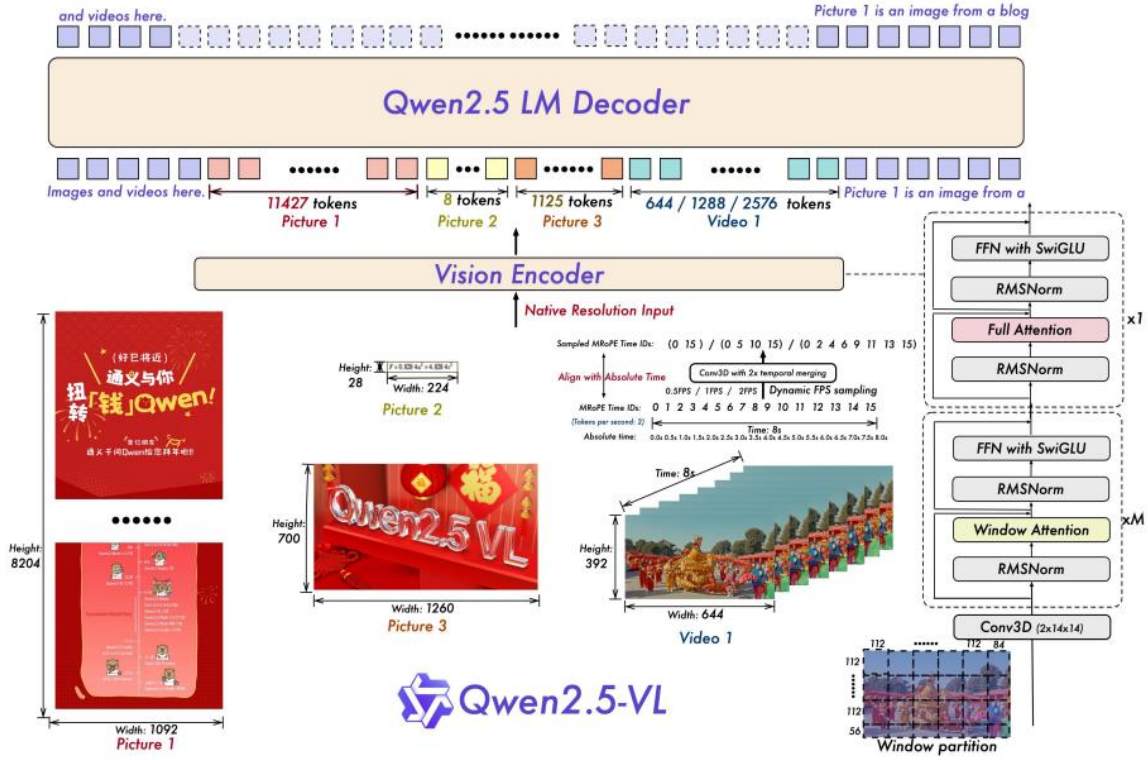 and videos here.
Picture 1 is an image from a blog
Qwen2.5 LM Decoder
Images and videos here.
11427 tokens
Picture 1
8 tokens
Picture 2
1125 tokens
Picture 3
644 / 1288 / 2576 tokens
Video 1
Picture 1 is an image from a
Vision Encoder
Native Resolution Input
FFN with SwiGLU
RMSNorm
Full Attention
RMSNorm
x1
FFN with SwiGLU
RMSNorm
Window Attention
RMSNorm
xM
Conv3D (2x14x14)
112 ...... 112 84
112
112
56
Window partition
Sampled MRoPE Time IDs: (0 15) / (0 5 10 15) / (0 2 4 6 9 11 13 15)
Align with Absolute Time
Conv3D with 2x temporal merging
0.5FPS / 1FPS / 2FPS Dynamic FPS sampling
MRoPE Time IDs: 0 1 2 3 4 5 6 7 8 9 10 11 12 13 14 15
(Tokens per second: 2)
Time: 8s
Absolute time: 0.0s 0.5s 1.0s 1.5s 2.0s 2.5s 3.0s 3.5s 4.0s 4.5s 5.0s 5.5s 6.0s 6.5s 7.0s 7.5s 8.0s
Height: 28
Width: 224
Picture 2
(好巳将近)
通义与你
扭转「钱」Qwen!
通义千问Qwen给您拜年啦!!
Height: 8204
Width: 1092
Picture 1
福
Qwen2.5 VL
Height: 700
Width: 1260
Picture 3
Time: 8s
Height: 392
Width: 644
Video 1
Qwen2.5-VL